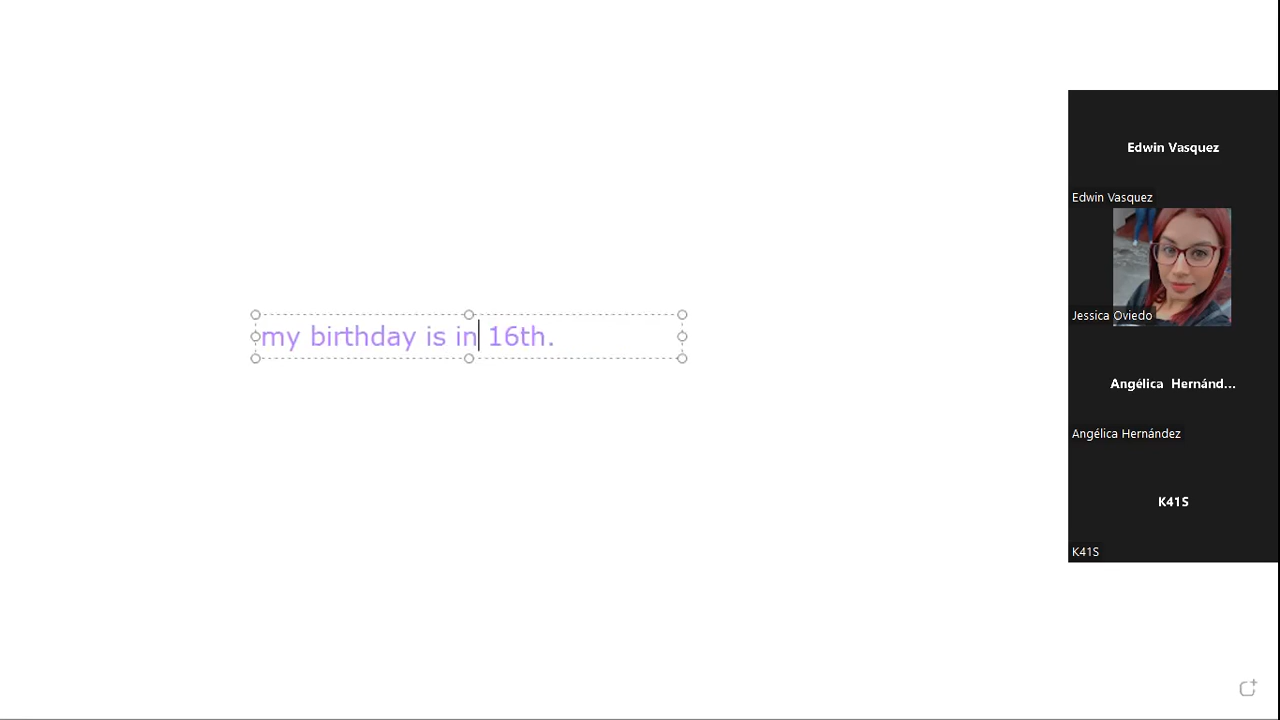 my birthday is in 16th.
Edwin Vasquez
Edwin Vasquez
Jessica Oviedo
Angélica Hernánd...
Angélica Hernández
K41S
K41S